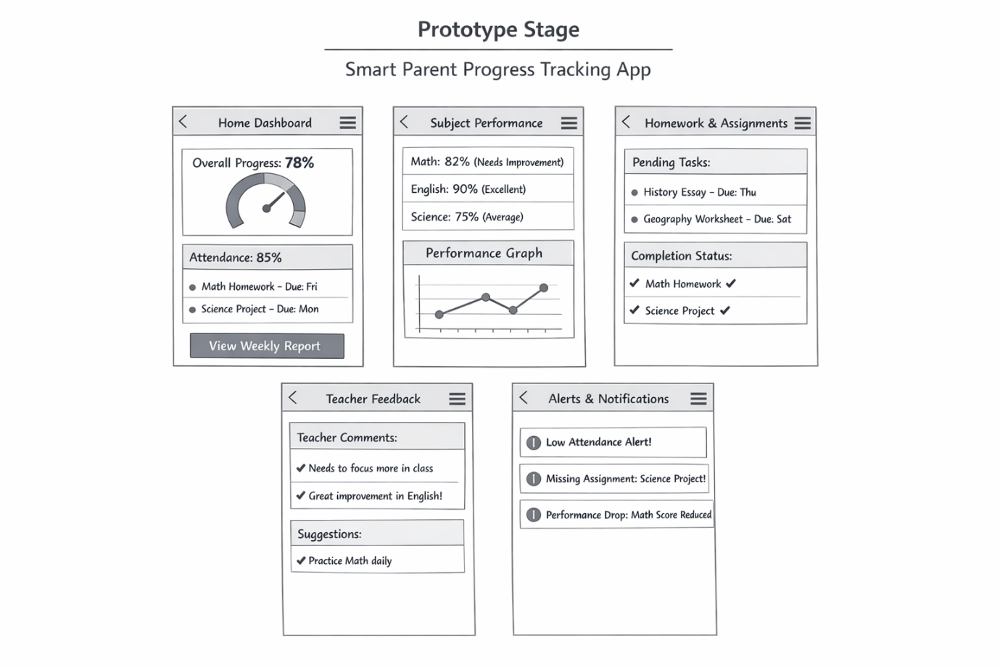 Prototype Stage
Smart Parent Progress Tracking App
Home Dashboard
Overall Progress: 78%
Attendance: 85%
Math Homework - Due: Fri
Science Project - Due: Mon
View Weekly Report
Subject Performance
Math: 82% (Needs Improvement)
English: 90% (Excellent)
Science: 75% (Average)
Performance Graph
Homework & Assignments
Pending Tasks:
History Essay - Due: Thu
Geography Worksheet - Due: Sat
Completion Status:
Math Homework
Science Project
Teacher Feedback
Teacher Comments:
Needs to focus more in class
Great improvement in English!
Suggestions:
Practice Math daily
Alerts & Notifications
Low Attendance Alert!
Missing Assignment: Science Project!
Performance Drop: Math Score Reduced